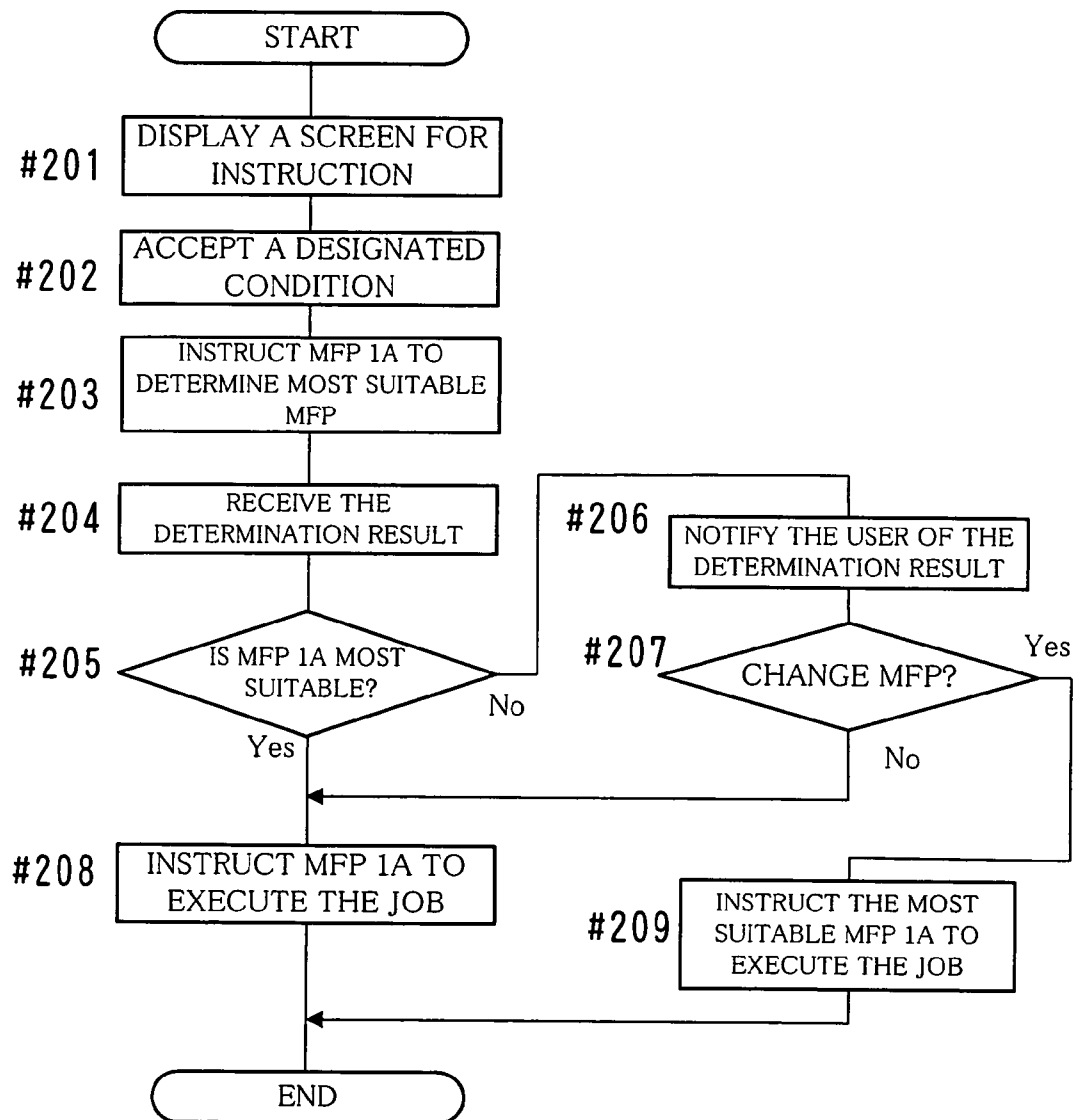 START
#201
DISPLAY A SCREEN FOR
INSTRUCTION
#202
ACCEPT A DESIGNATED
CONDITION
#203
INSTRUCT MFP 1A TO
DETERMINE MOST SUITABLE
MFP
#204
RECEIVE THE
DETERMINATION RESULT
#205
IS MFP 1A MOST
SUITABLE?
No
Yes
#206
NOTIFY THE USER OF THE
DETERMINATION RESULT
#207
CHANGE MFP?
Yes
No
#208
INSTRUCT MFP 1A TO
EXECUTE THE JOB
#209
INSTRUCT THE MOST
SUITABLE MFP 1A TO
EXECUTE THE JOB
END